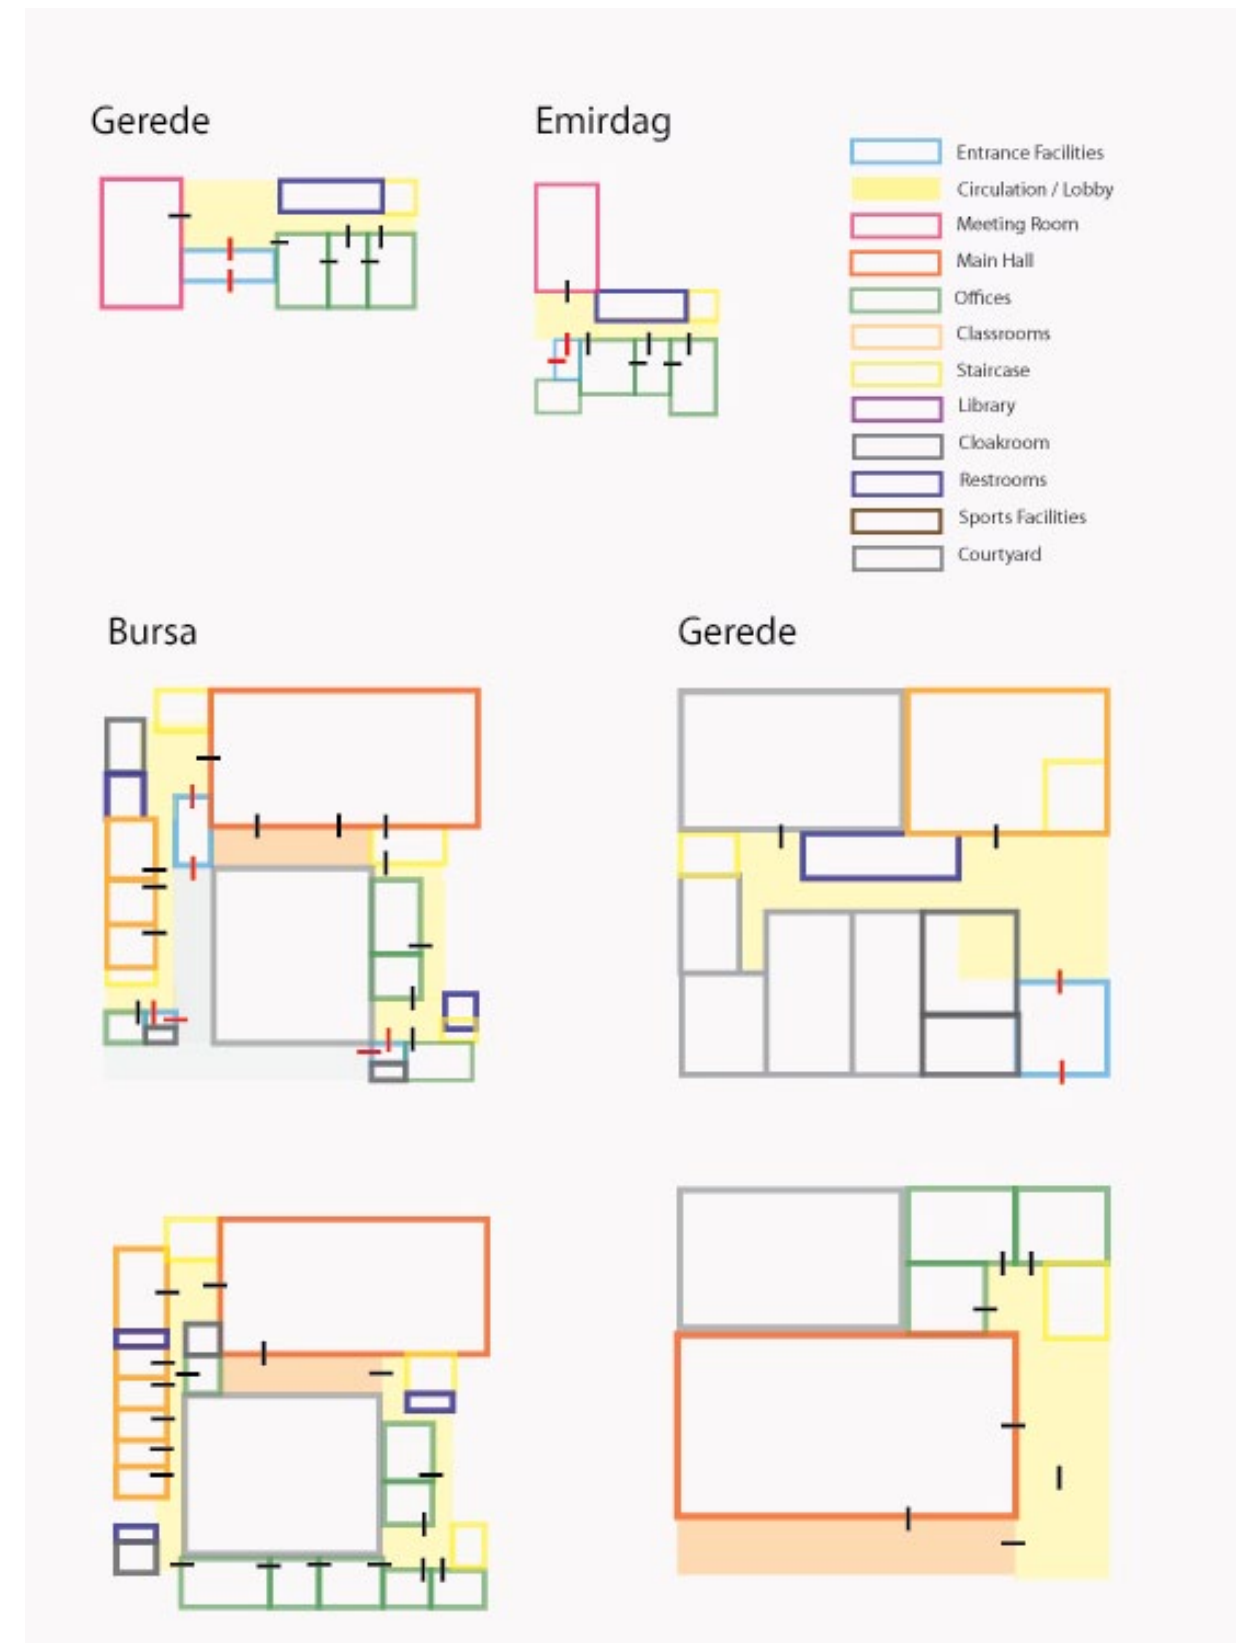 Gerede
Emirdag
Entrance Facilities
Circulation / Lobby
Meeting Room
Main Hall
Offices
Classrooms
Staircase
Library
Cloakroom
Restrooms
Sports Facilities
Courtyard
Bursa
Gerede